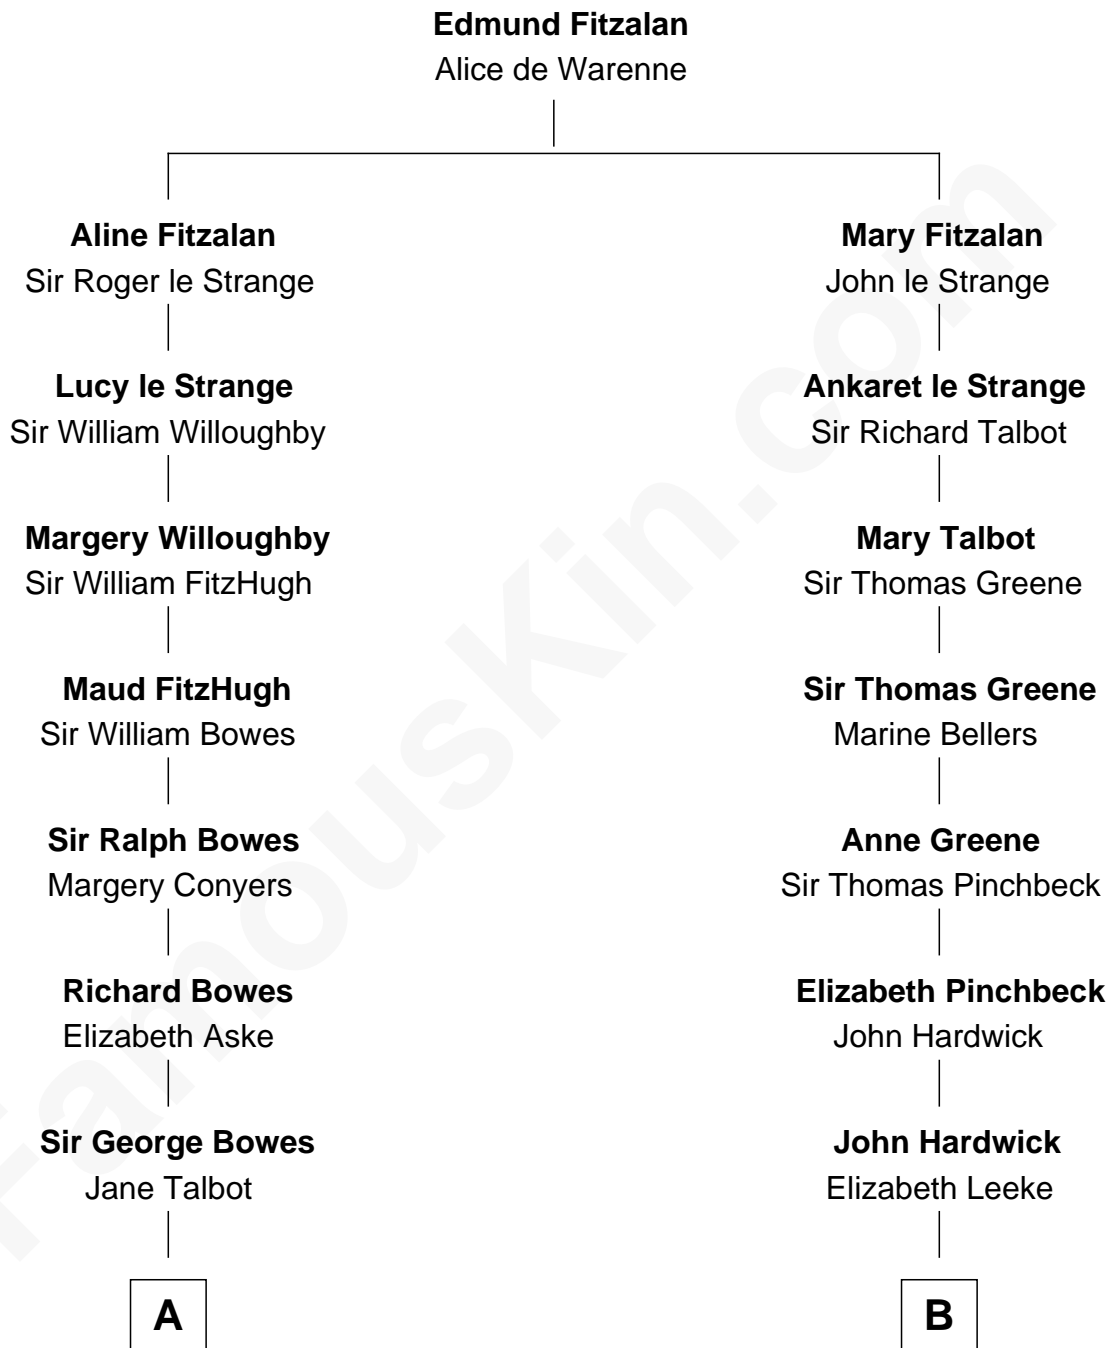 Edmund Fitzalan
Alice de Warenne
Aline Fitzalan
Sir Roger le Strange
Mary Fitzalan
John le Strange
Lucy le Strange
Sir William Willoughby
Ankaret le Strange
Sir Richard Talbot
Margery Willoughby
Sir William FitzHugh
Mary Talbot
Sir Thomas Greene
Maud FitzHugh
Sir William Bowes
Sir Thomas Greene
Marine Bellers
Sir Ralph Bowes
Margery Conyers
Anne Greene
Sir Thomas Pinchbeck
Richard Bowes
Elizabeth Aske
Elizabeth Pinchbeck
John Hardwick
Sir George Bowes
Jane Talbot
John Hardwick
Elizabeth Leeke
A
B
FamousKin.com